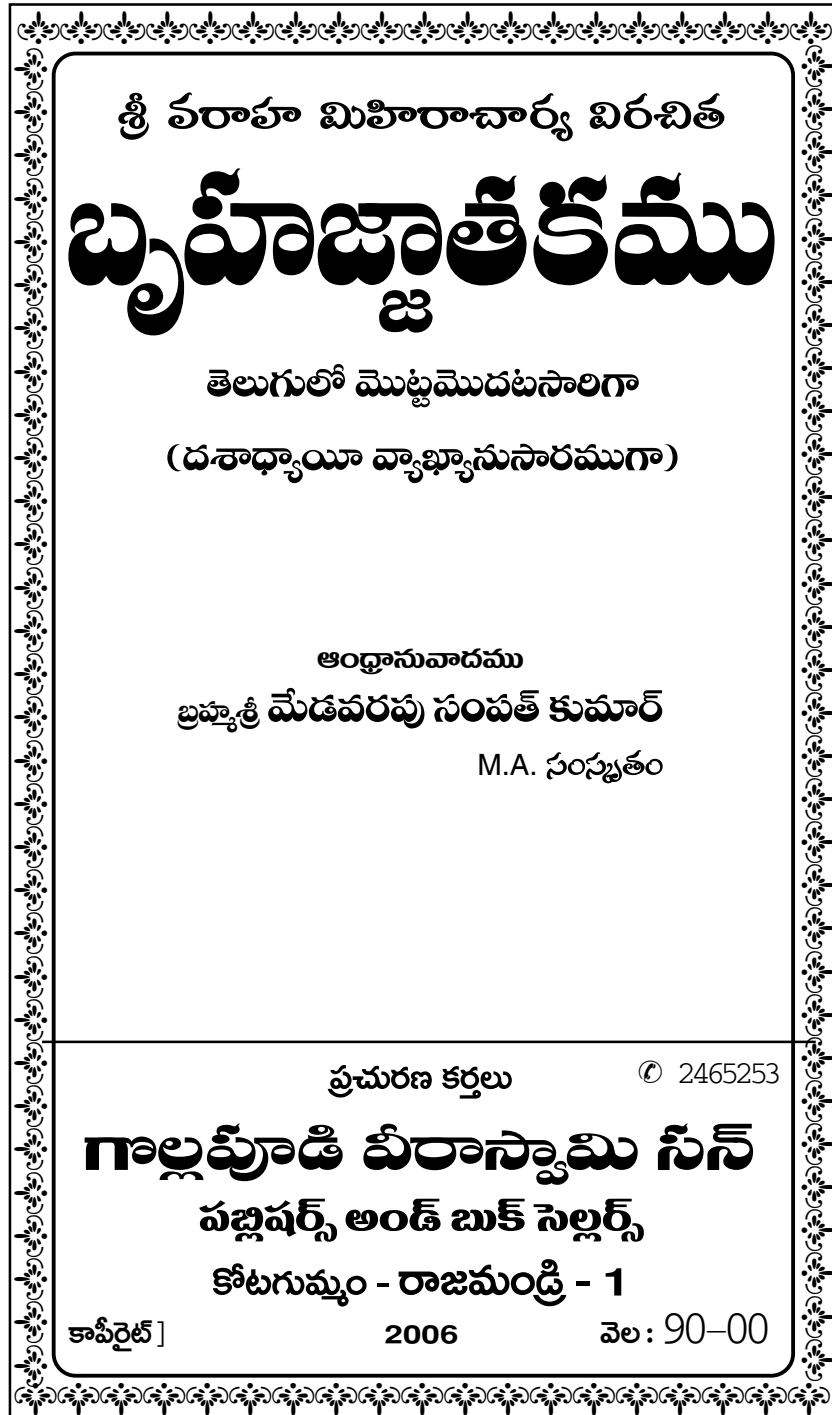 శ్రీ వరాహ మిహిరాచార్య విరచిత
బృహజ్జాతకము
తెలుగులో మొట్టమొదటసారిగా
(దశాధ్యాయీ వ్యాఖ్యానుసారముగా)
ఆంధ్రానువాదము
బ్రహ్మశ్రీ మేడవరపు సంపత్ కుమార్
M.A. సంస్కృతం
ప్రచురణ కర్తలు ✆ 2465253
గొల్లపూడి వీరాస్వామి సన్
పబ్లిషర్స్ అండ్ బుక్ సెల్లర్స్
కోటగుమ్మం - రాజమండ్రి - 1
కాపీరైట్] 2006 వెల : 90–00